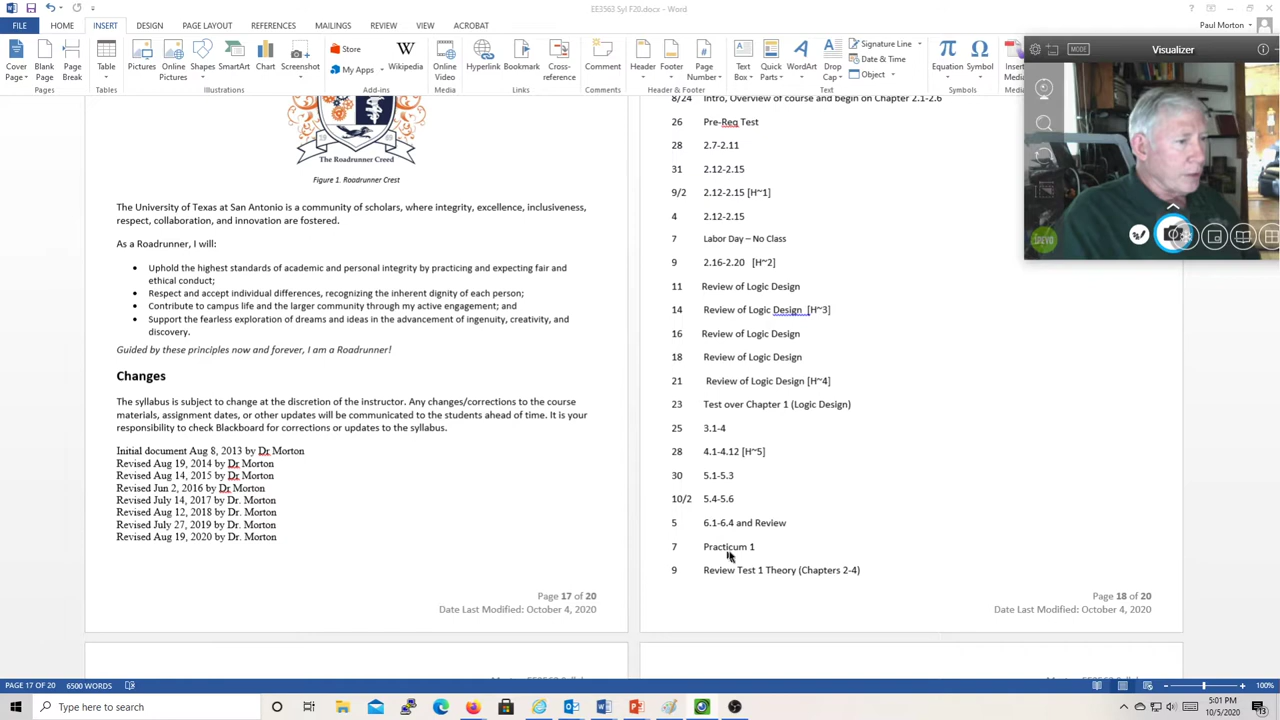 EE3563 Syl F20.docx - Word
FILE HOME INSERT DESIGN PAGE LAYOUT REFERENCES MAILINGS REVIEW VIEW ACROBAT
Paul Morton
Cover Page
Blank Page
Page Break
Table
Pictures
Online Pictures
Shapes
SmartArt
Chart
Screenshot
Store
My Apps
Wikipedia
Online Video
Hyperlink
Bookmark
Cross-reference
Comment
Header
Footer
Page Number
Text Box
Quick Parts
WordArt
Drop Cap
Signature Line
Date & Time
Object
Equation
Symbol
Pages
Tables
Illustrations
Add-ins
Media
Links
Comments
Header & Footer
Text
Symbols
MODE
Visualizer
The Roadrunner Creed
Figure 1. Roadrunner Crest
The University of Texas at San Antonio is a community of scholars, where integrity, excellence, inclusiveness,
respect, collaboration, and innovation are fostered.
As a Roadrunner, I will:
• Uphold the highest standards of academic and personal integrity by practicing and expecting fair and
ethical conduct;
• Respect and accept individual differences, recognizing the inherent dignity of each person;
• Contribute to campus life and the larger community through my active engagement; and
• Support the fearless exploration of dreams and ideas in the advancement of ingenuity, creativity, and
discovery.
Guided by these principles now and forever, I am a Roadrunner!
Changes
The syllabus is subject to change at the discretion of the instructor. Any changes/corrections to the course
materials, assignment dates, or other updates will be communicated to the students ahead of time. It is your
responsibility to check Blackboard for corrections or updates to the syllabus.
Initial document Aug 8, 2013 by Dr Morton
Revised Aug 19, 2014 by Dr Morton
Revised Aug 14, 2015 by Dr Morton
Revised Jun 2, 2016 by Dr Morton
Revised July 14, 2017 by Dr. Morton
Revised Aug 12, 2018 by Dr. Morton
Revised July 27, 2019 by Dr. Morton
Revised Aug 19, 2020 by Dr. Morton
Page 17 of 20
Date Last Modified: October 4, 2020
8/24 Intro, Overview of course and begin on Chapter 2.1-2.6
26 Pre-Req Test
28 2.7-2.11
31 2.12-2.15
9/2 2.12-2.15 [H~1]
4 2.12-2.15
7 Labor Day – No Class
9 2.16-2.20 [H~2]
11 Review of Logic Design
14 Review of Logic Design [H~3]
16 Review of Logic Design
18 Review of Logic Design
21 Review of Logic Design [H~4]
23 Test over Chapter 1 (Logic Design)
25 3.1-4
28 4.1-4.12 [H~5]
30 5.1-5.3
10/2 5.4-5.6
5 6.1-6.4 and Review
7 Practicum 1
9 Review Test 1 Theory (Chapters 2-4)
Page 18 of 20
Date Last Modified: October 4, 2020
PAGE 17 OF 20 6500 WORDS
100%
Type here to search
5:01 PM
10/5/2020